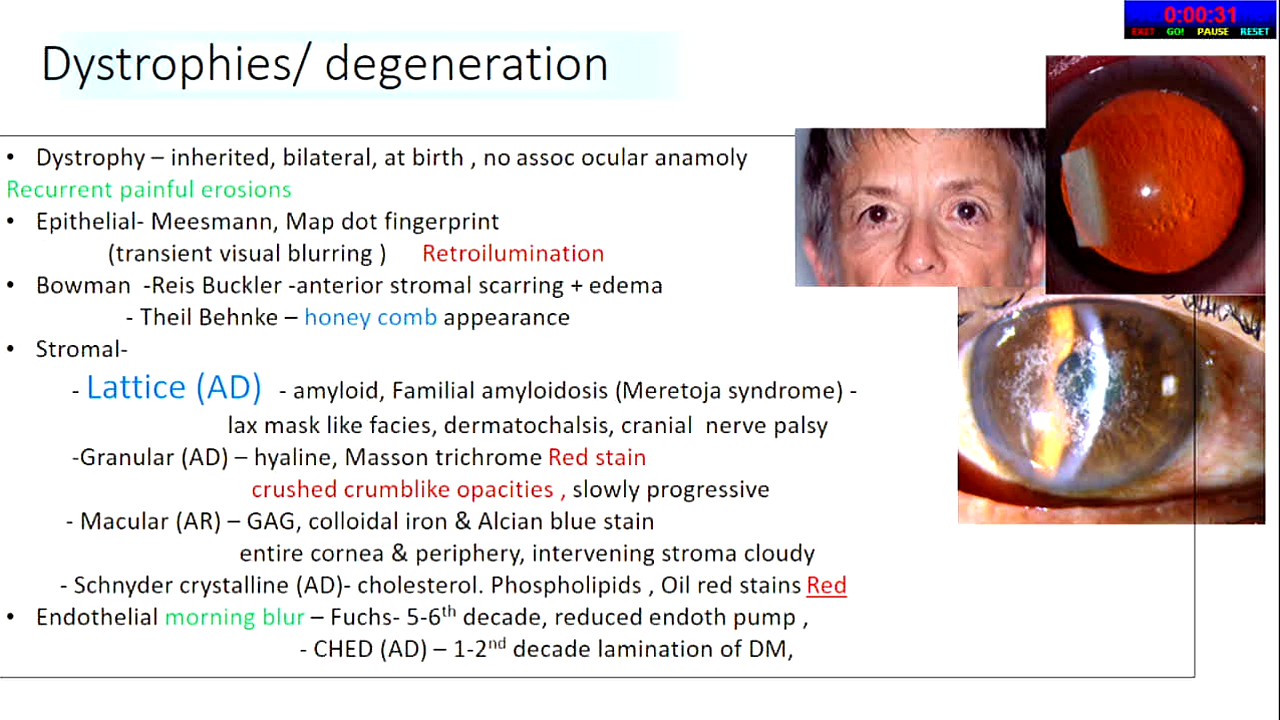 0:00:31
EXIT GO! PAUSE RESET
Dystrophies/ degeneration
• Dystrophy – inherited, bilateral, at birth , no assoc ocular anamoly
Recurrent painful erosions
• Epithelial- Meesmann, Map dot fingerprint
(transient visual blurring ) Retroilumination
• Bowman -Reis Buckler -anterior stromal scarring + edema
- Theil Behnke – honey comb appearance
• Stromal-
- Lattice (AD) - amyloid, Familial amyloidosis (Meretoja syndrome) -
lax mask like facies, dermatochalsis, cranial nerve palsy
-Granular (AD) – hyaline, Masson trichrome Red stain
crushed crumblike opacities , slowly progressive
- Macular (AR) – GAG, colloidal iron & Alcian blue stain
entire cornea & periphery, intervening stroma cloudy
- Schnyder crystalline (AD)- cholesterol. Phospholipids , Oil red stains Red
• Endothelial morning blur – Fuchs- 5-6th decade, reduced endoth pump ,
- CHED (AD) – 1-2nd decade lamination of DM,